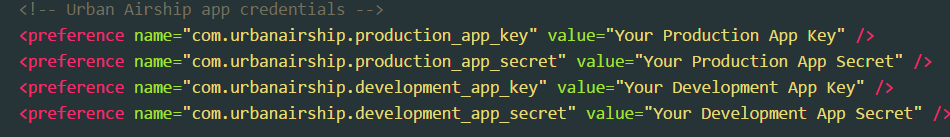 <!-- Urban Airship app credentials -->
<preference name="com.urbanairship.production_app_key" value="Your Production App Key" />
<preference name="com.urbanairship.production_app_secret" value="Your Production App Secret" />
<preference name="com.urbanairship.development_app_key" value="Your Development App Key" />
<preference name="com.urbanairship.development_app_secret" value="Your Development App Secret" />